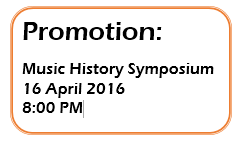 Promotion:
Music History Symposium
16 April 2016
8:00 PM